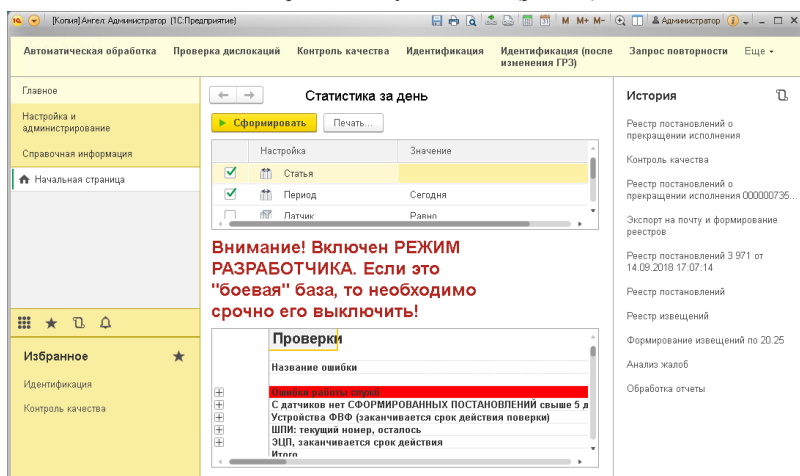 [Копия] Ангел: Администратор (1С:Предприятие)
M M+ M- Администратор
Автоматическая обработка Проверка дислокаций Контроль качества Идентификация Идентификация (после изменения ГРЗ) Запрос повторности Еще
Главное
Настройка и
администрирование
Справочная информация
Начальная страница
Избранное
Идентификация
Контроль качества
Статистика за день
Сформировать Печать...
Настройка Значение
Статья
Период Сегодня
Датчик Равно
Внимание! Включен РЕЖИМ
РАЗРАБОТЧИКА. Если это
"боевая" база, то необходимо
срочно его выключить!
Проверки
Название ошибки
Ошибки работы служб
С датчиков нет СФОРМИРОВАННЫХ ПОСТАНОВЛЕНИЙ свыше 5 д
Устройства ФВФ (заканчивается срок действия поверки)
ШПИ: текущий номер, осталось
ЭЦП, заканчивается срок действия
Итого
История
Реестр постановлений о
прекращении исполнения
Контроль качества
Реестр постановлений о
прекращении исполнения 000000735...
Экспорт на почту и формирование
реестров
Реестр постановлений 3 971 от
14.09.2018 17:07:14
Реестр постановлений
Реестр извещений
Формирование извещений по 20.25
Анализ жалоб
Обработка отчеты